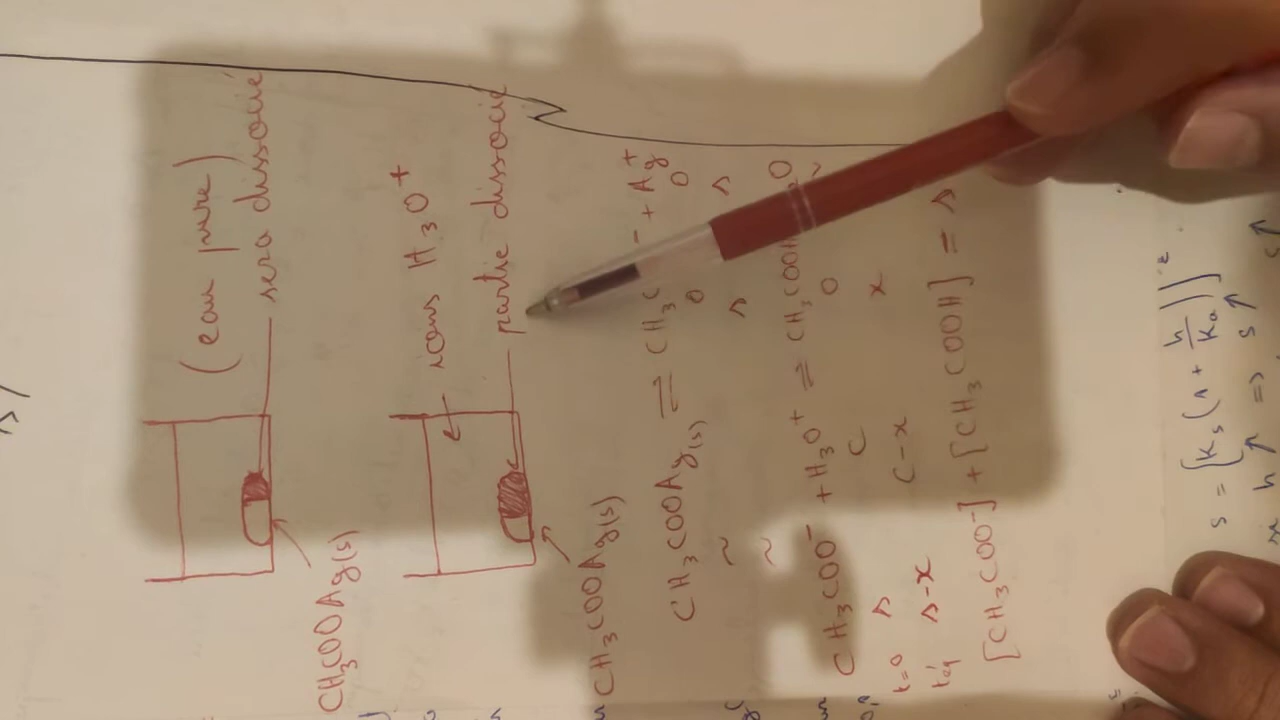 (eau pure)
sera dissocié
CH₃COOAg(s)
ions H₃O⁺
partie dissocié
CH₃COOAg(s)
CH₃COOAg(s) ⇌ CH₃C ⁻ + Ag⁺
0 0
~ s s
~
CH₃COO⁻ + H₃O⁺ ⇌ CH₃COOH
t=0 s C 0
téq s-x C-x x
[CH₃COO⁻] + [CH₃COOH] = s
s = [Ks(1 + h/Ka)]
h ↑ => s ↑